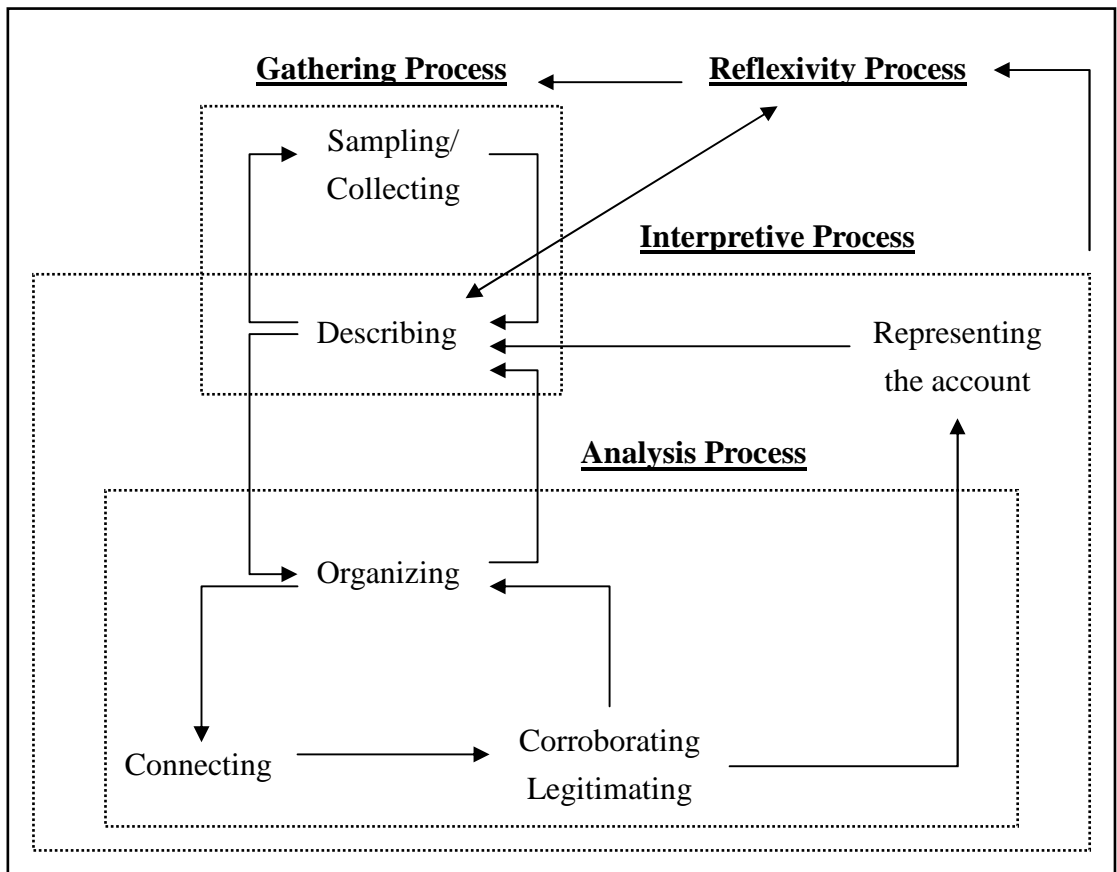 Gathering Process
Reflexivity Process
Sampling/
Collecting
Interpretive Process
Describing
Representing
the account
Analysis Process
Organizing
Connecting
Corroborating
Legitimating